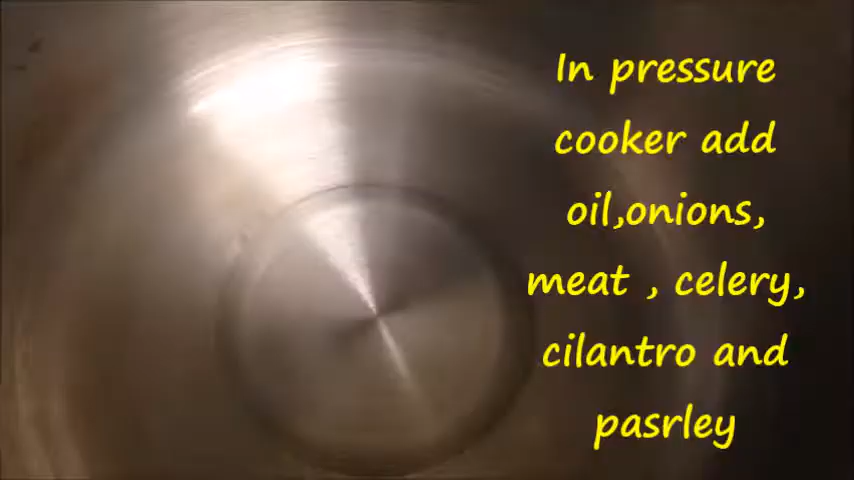 In pressure
cooker add
oil,onions,
meat , celery,
cilantro and
pasrley